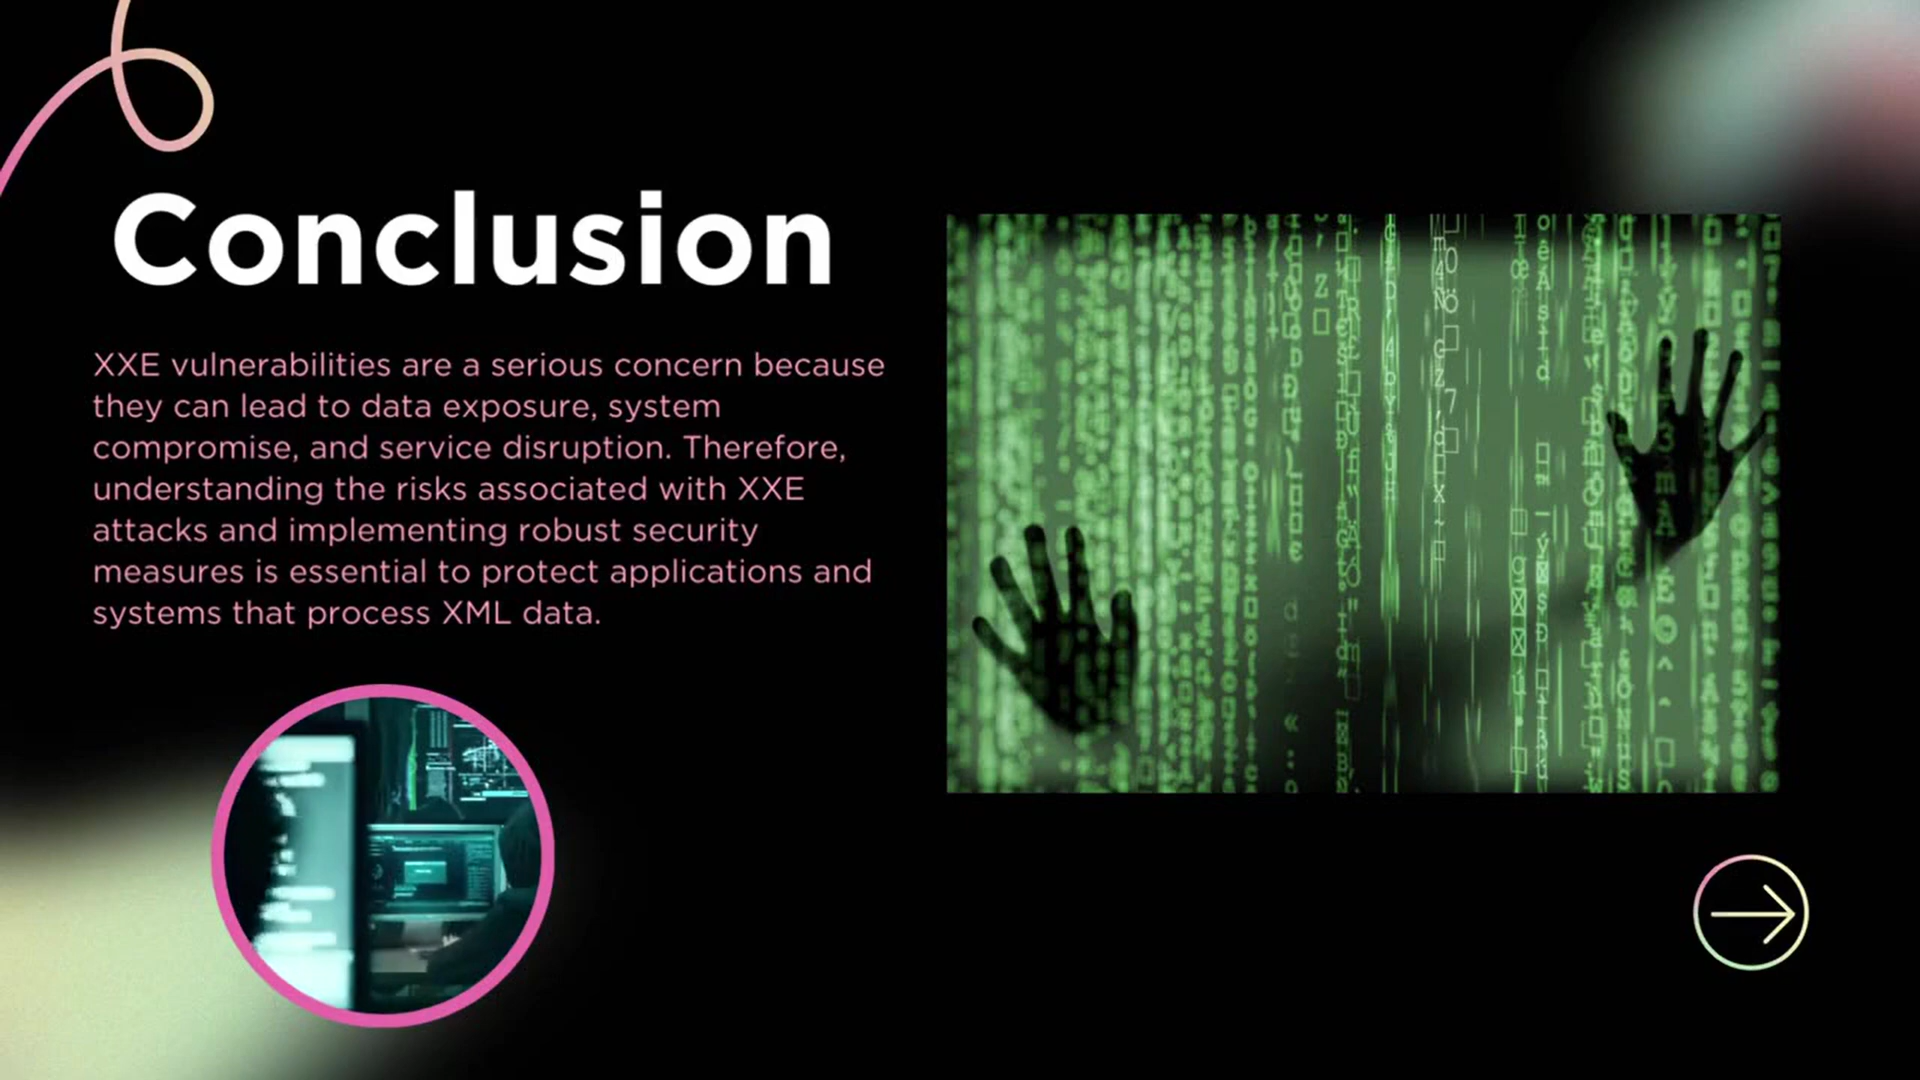 Conclusion
XXE vulnerabilities are a serious concern because
they can lead to data exposure, system
compromise, and service disruption. Therefore,
understanding the risks associated with XXE
attacks and implementing robust security
measures is essential to protect applications and
systems that process XML data.